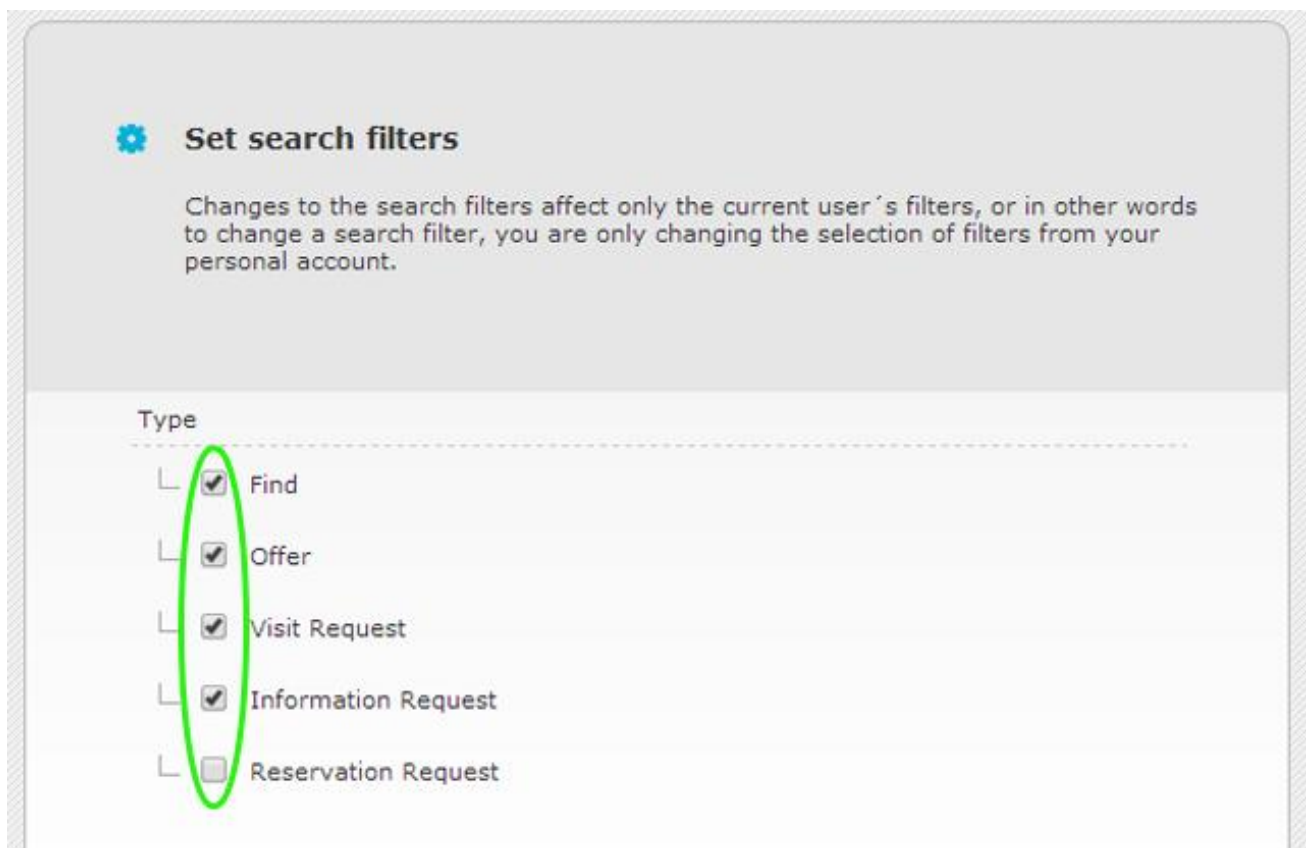 Set search filters
Changes to the search filters affect only the current user´s filters, or in other words
to change a search filter, you are only changing the selection of filters from your
personal account.
Type
Find
Offer
Visit Request
Information Request
Reservation Request